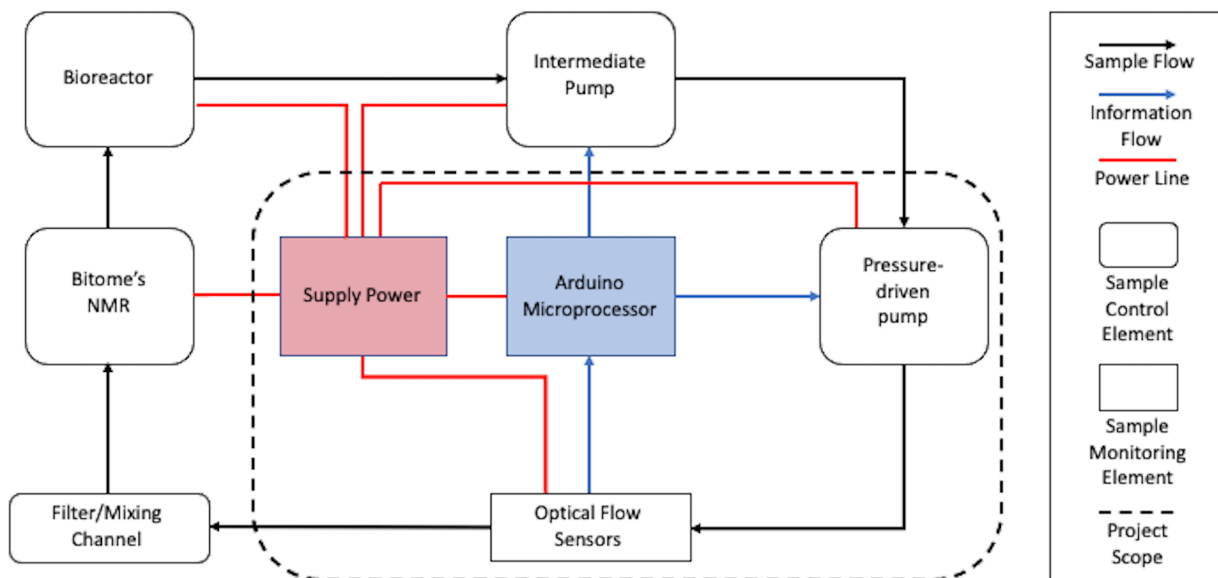 Bioreactor
Intermediate
Pump
Bitome's
NMR
Supply Power
Arduino
Microprocessor
Pressure-
driven
pump
Filter/Mixing
Channel
Optical Flow
Sensors
Sample Flow
Information
Flow
Power Line
Sample
Control
Element
Sample
Monitoring
Element
Project
Scope